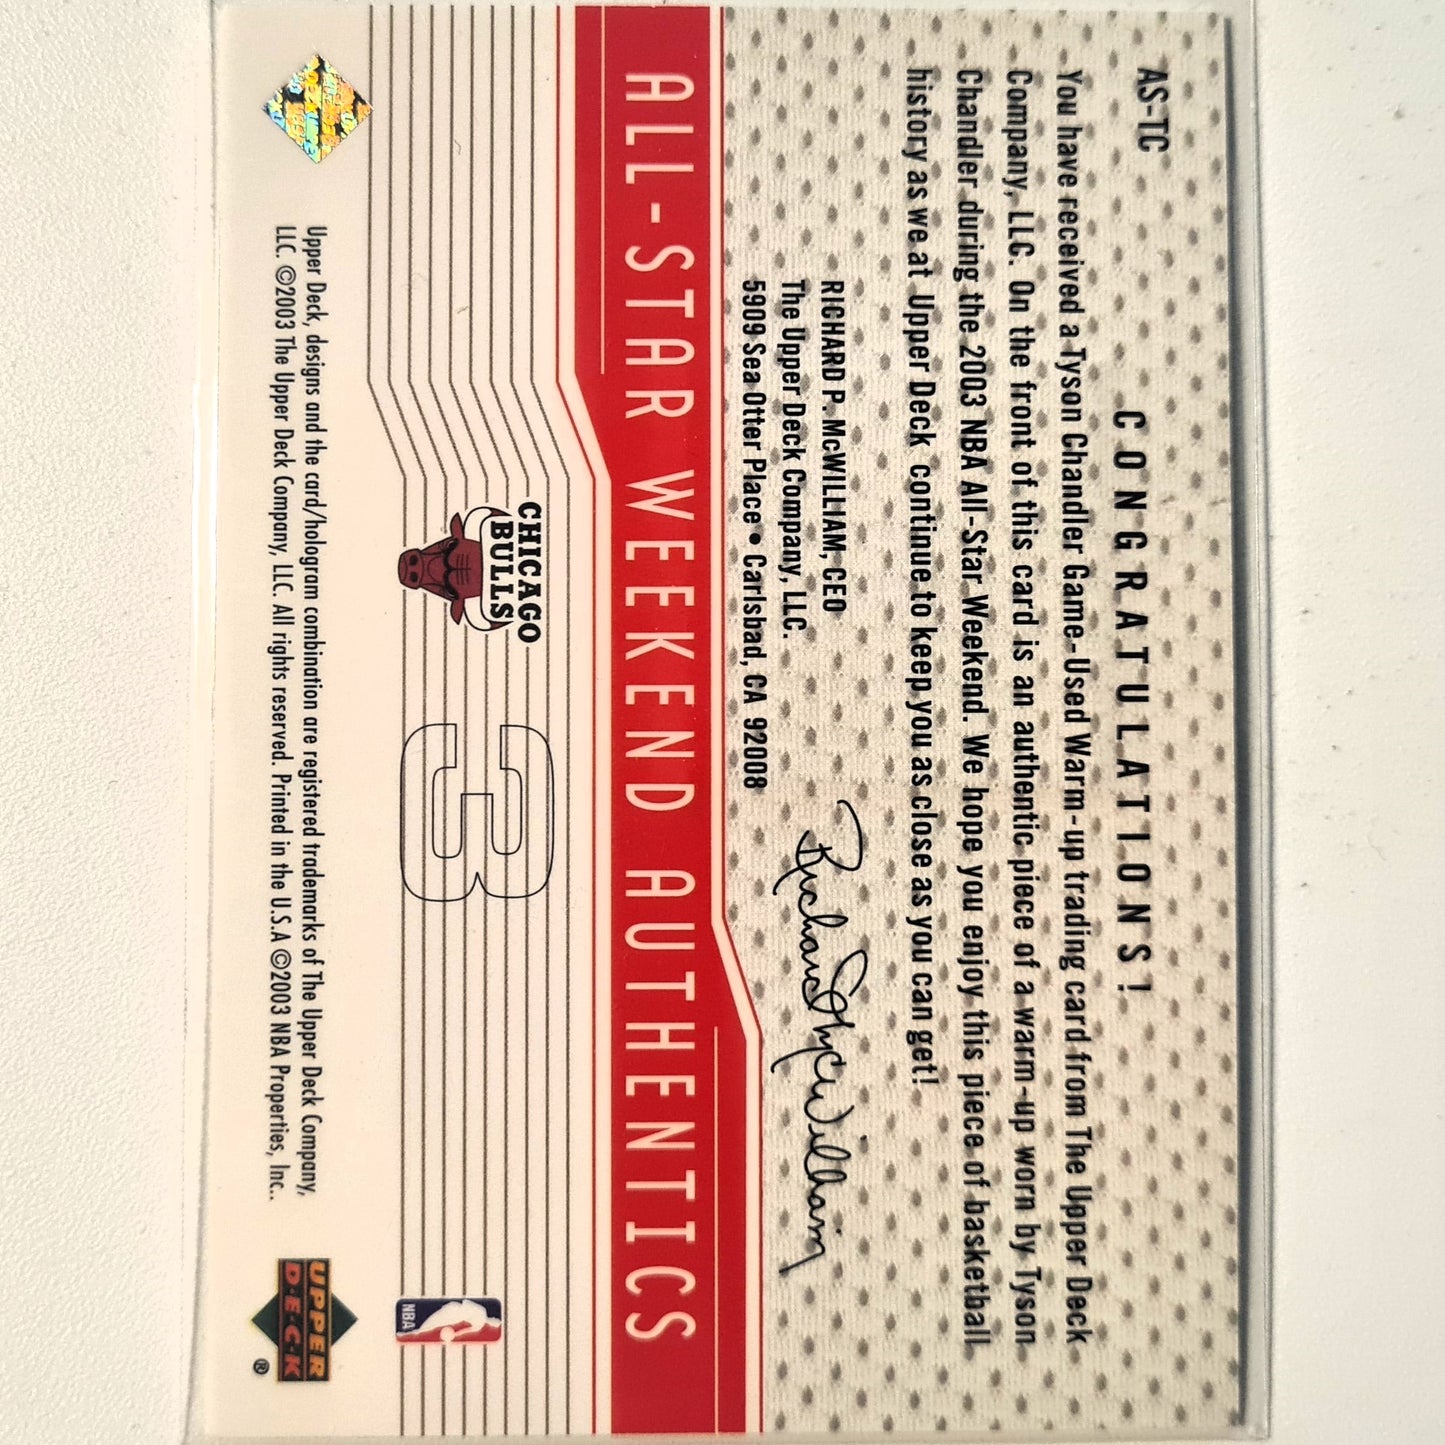 AS-TC
CONGRATULATIONS!
You have received a Tyson Chandler Game-Used Warm-up trading card from The Upper Deck
Company, LLC. On the front of this card is an authentic piece of a warm-up worn by Tyson
Chandler during the 2003 NBA All-Star Weekend. We hope you enjoy this piece of basketball
history as we at Upper Deck continue to keep you as close as you can get!
RICHARD P. McWILLIAM, CEO
The Upper Deck Company, LLC.
5909 Sea Otter Place • Carlsbad, CA 92008
Richard McWilliam
ALL-STAR WEEKEND AUTHENTICS
CHICAGO
BULLS
3
NBA
Upper Deck, designs and the card/hologram combination are registered trademarks of The Upper Deck Company,
LLC. ©2003 The Upper Deck Company, LLC. All rights reserved. Printed in the U.S.A ©2003 NBA Properties, Inc..
UPPER
D·E·C·K
®